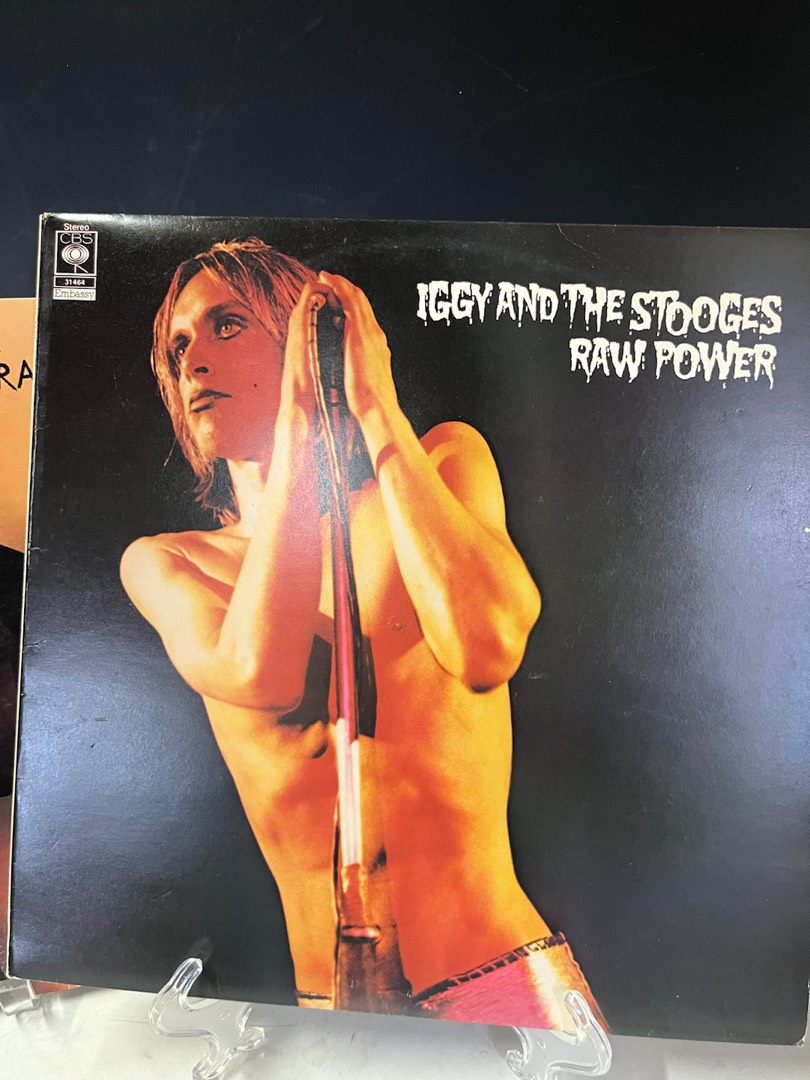 Stereo
CBS
31464
Embassy
IGGY AND THE STOOGES
RAW POWER
RA